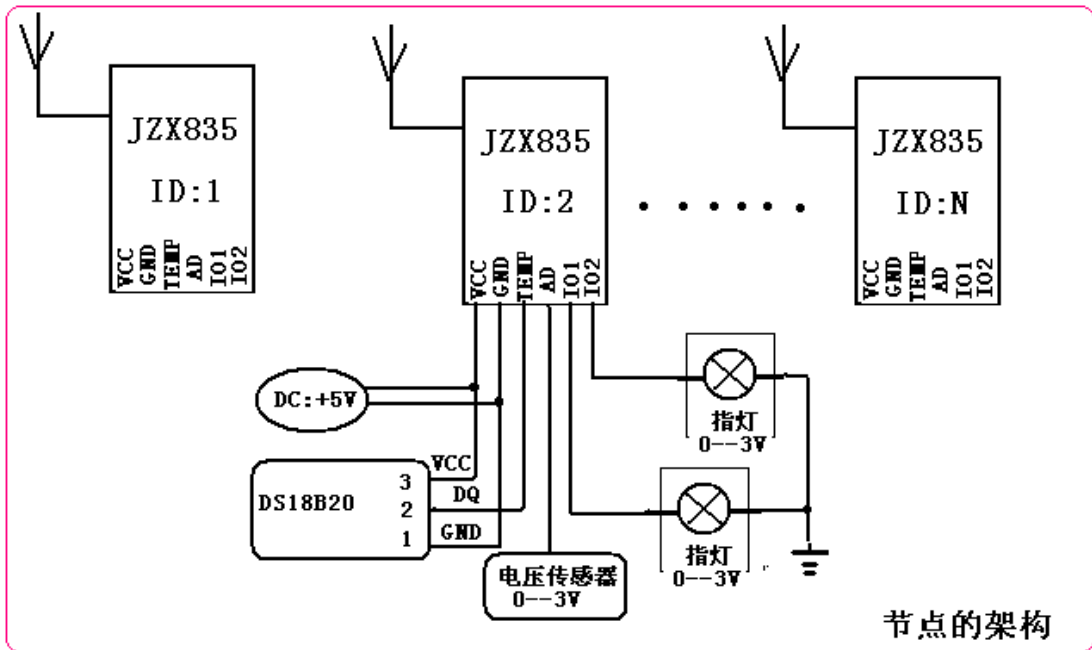 JZX835
ID:1
VCC
GND
TEMP
AD
IO1
IO2
JZX835
ID:2
VCC
GND
TEMP
AD
IO1
IO2
JZX835
ID:N
VCC
GND
TEMP
AD
IO1
IO2
......
DC:+5V
DS18B20
3
2
1
VCC
DQ
GND
电压传感器
0--3V
指灯
0--3V
指灯
0--3V
节点的架构